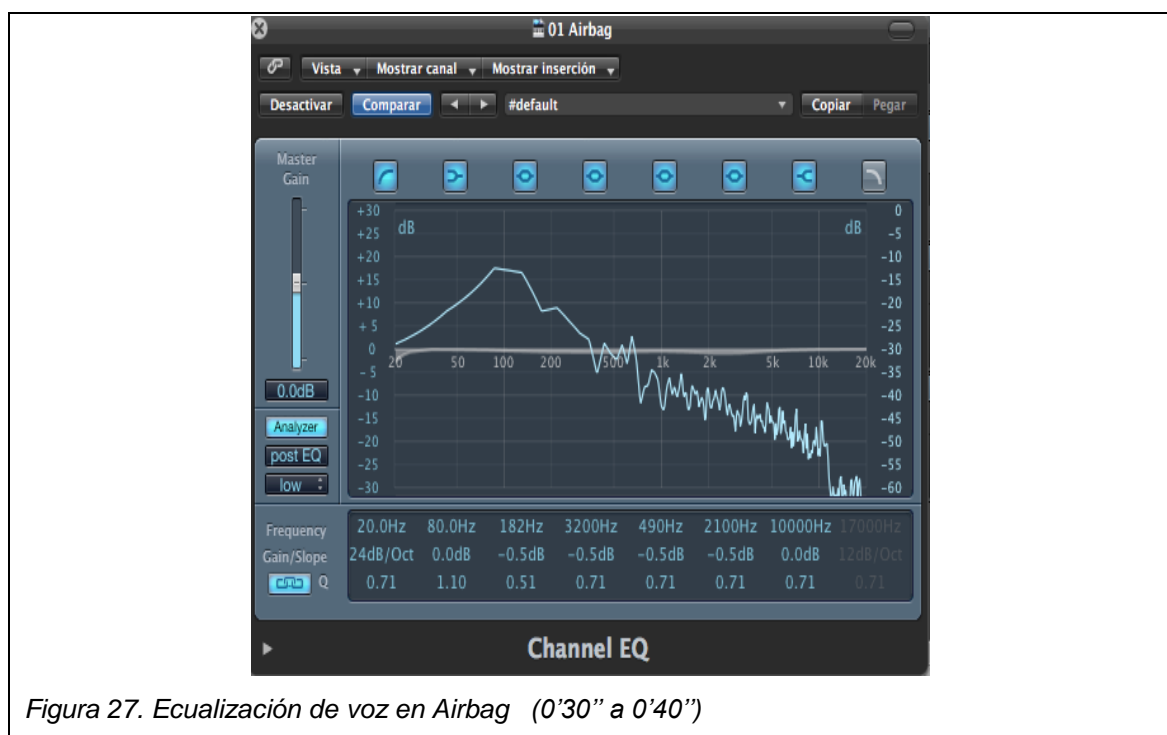 01 Airbag
Vista Mostrar canal Mostrar inserción
Desactivar Comparar #default Copiar Pegar
Master
Gain
+30 dB dB 0
+25 -5
+20 -10
+15 -15
+10 -20
+ 5 -25
0 -30
20 50 100 200 500 1k 2k 5k 10k 20k
- 5 -35
-10 -40
-15 -45
-20 -50
-25 -55
-30 -60
0.0dB
Analyzer
post EQ
low
Frequency 20.0Hz 80.0Hz 182Hz 3200Hz 490Hz 2100Hz 10000Hz 17000Hz
Gain/Slope 24dB/Oct 0.0dB -0.5dB -0.5dB -0.5dB -0.5dB 0.0dB 12dB/Oct
Q 0.71 1.10 0.51 0.71 0.71 0.71 0.71 0.71
Channel EQ
Figura 27. Ecualización de voz en Airbag (0’30’’ a 0’40’’)